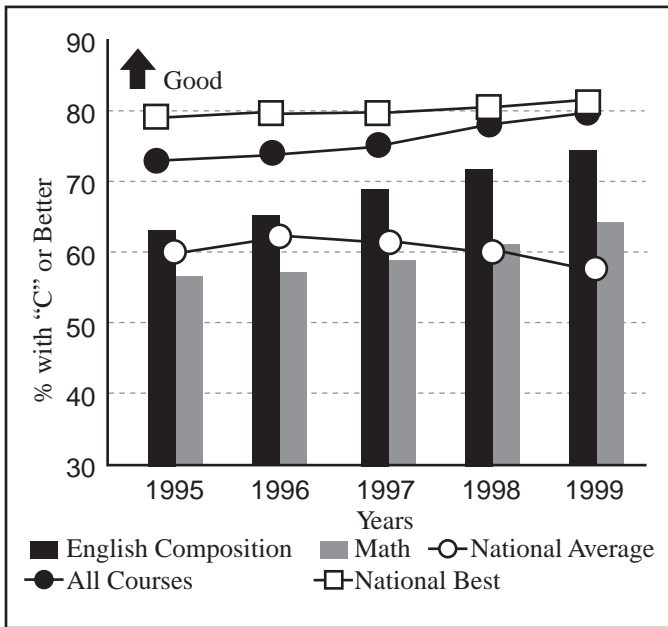 90
Good
80
70
60
50
40
30
% with “C”’ or Better
1995 1996 1997 1998 1999
Years
English Composition Math National Average
All Courses National Best